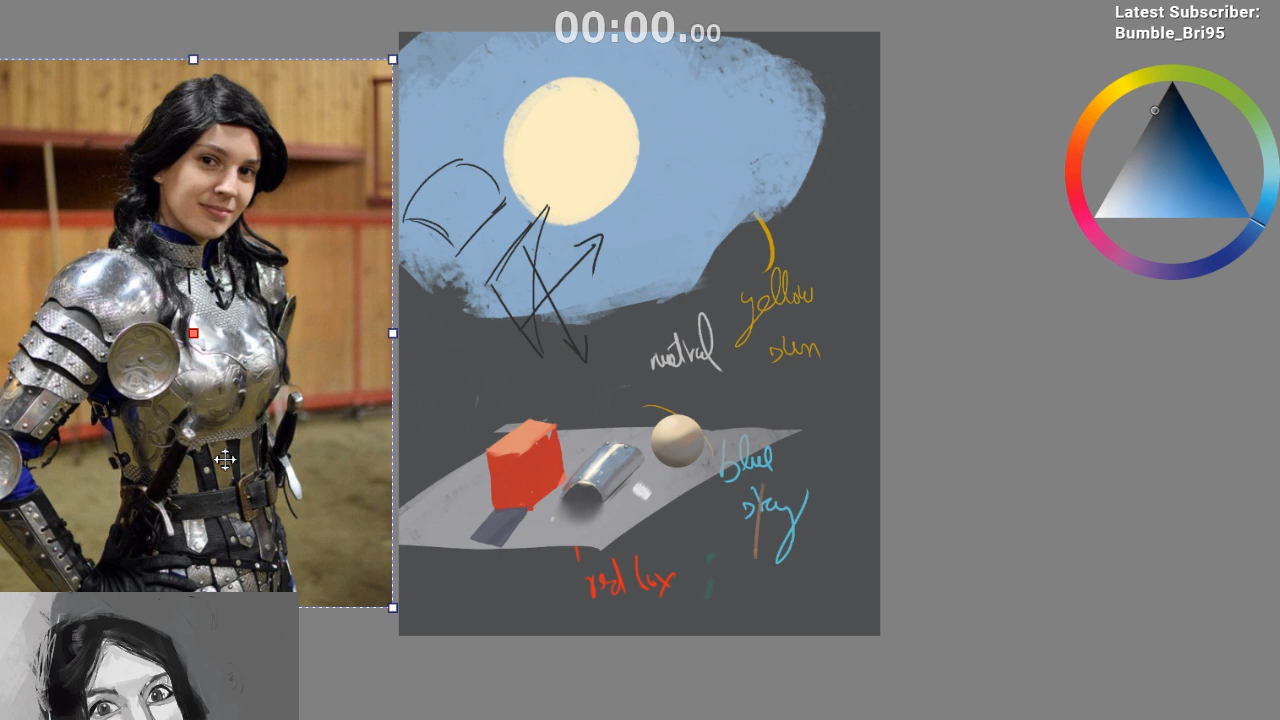 00:00.00
Latest Subscriber:
Bumble_Bri95
yellow
sun
neutral
blue
sky
red box